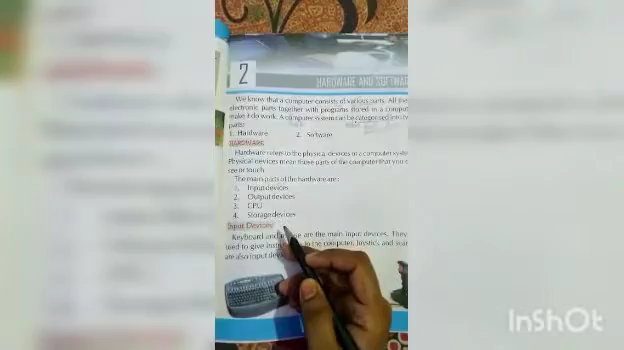 2
HARDWARE AND SOFTWAR
We know that a computer consists of various parts. All the
electronic parts together with programs stored in a comput
make it do work. A computer system can be categorised into tw
parts:
1. Hardware 2. Software
HARDWARE
Hardware refers to the physical devices of a computer syste
Physical devices mean those parts of the computer that you c
see or touch.
The main parts of the hardware are:
1. Input devices
2. Output devices
3. CPU
4. Storage devices
Input Devices
Keyboard and are the main input devices. They
used to give to the computer. Joystick and scan
are also input
InShOt